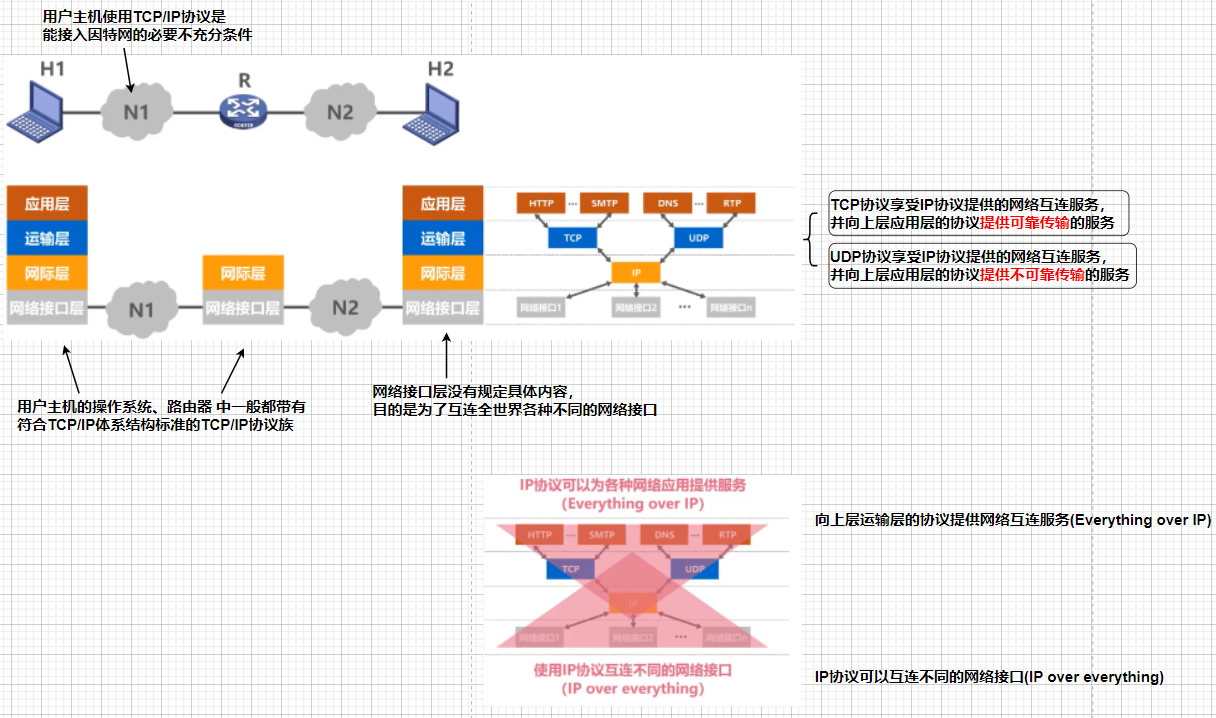 用户主机使用TCP/IP协议是
能接入因特网的必要不充分条件
H1
R
H2
N1
N2
应用层
运输层
网际层
网络接口层
N1
网际层
网络接口层
N2
应用层
运输层
网际层
网络接口层
HTTP … SMTP DNS … RTP
TCP UDP
IP
网络接口1 网络接口2 … 网络接口n
TCP协议享受IP协议提供的网络互连服务，
并向上层应用层的协议提供可靠传输的服务
UDP协议享受IP协议提供的网络互连服务，
并向上层应用层的协议提供不可靠传输的服务
用户主机的操作系统、路由器 中一般都带有
符合TCP/IP体系结构标准的TCP/IP协议族
网络接口层没有规定具体内容，
目的是为了互连全世界各种不同的网络接口
IP协议可以为各种网络应用提供服务
(Everything over IP)
HTTP … SMTP DNS … RTP
TCP UDP
IP
网络接口1 网络接口2 … 网络接口n
使用IP协议互连不同的网络接口
(IP over everything)
向上层运输层的协议提供网络互连服务(Everything over IP)
IP协议可以互连不同的网络接口(IP over everything)